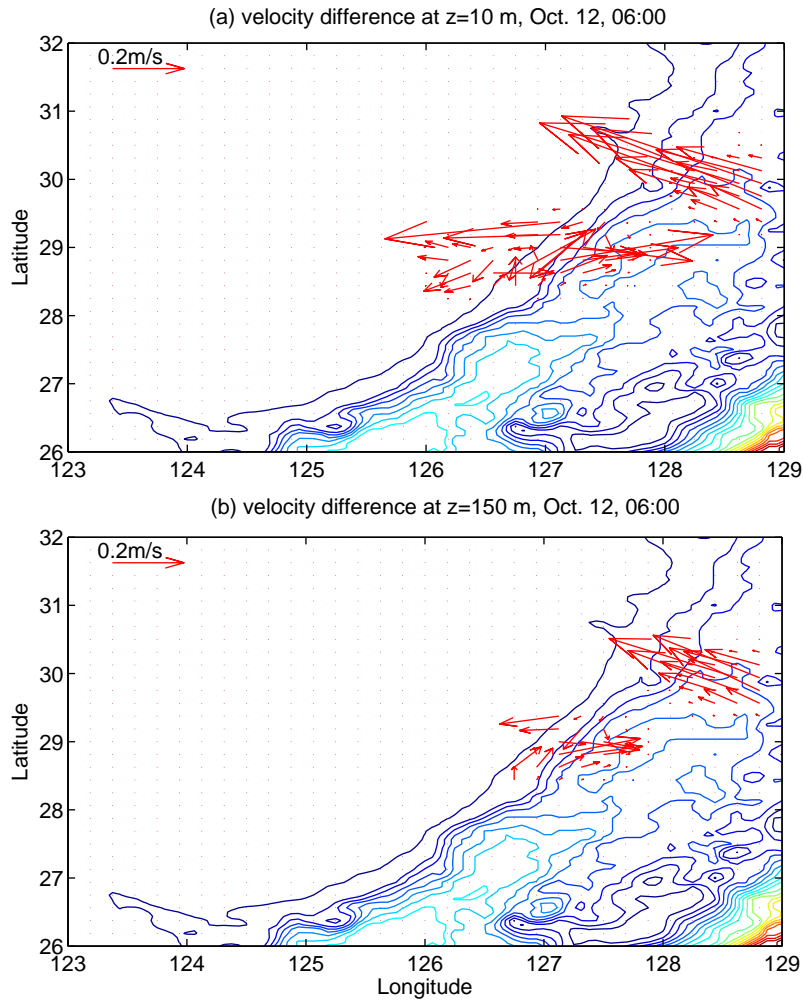 (a) velocity difference at z=10 m, Oct. 12, 06:00
32
0.2m/s
31
30
29
28
27
26
Latitude
123 124 125 126 127 128 129
(b) velocity difference at z=150 m, Oct. 12, 06:00
32
0.2m/s
31
30
29
28
27
26
Latitude
123 124 125 126 127 128 129
Longitude